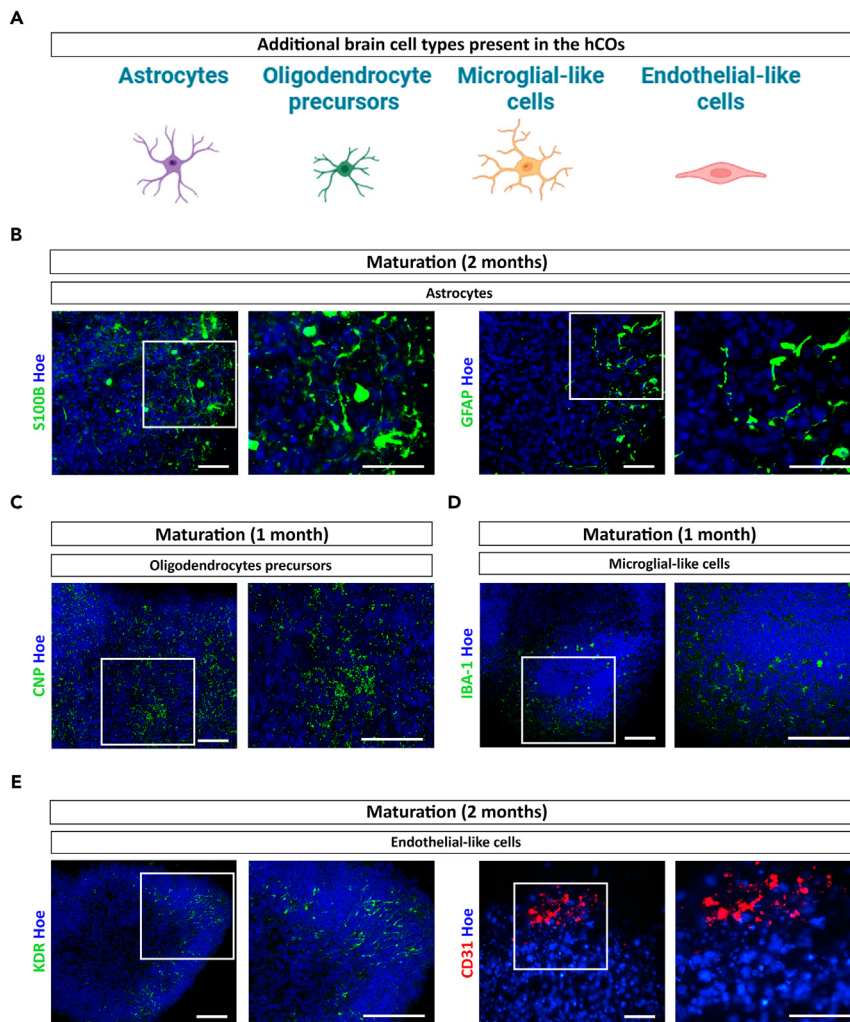 A
Additional brain cell types present in the hCOs
Astrocytes
Oligodendrocyte
precursors
Microglial-like
cells
Endothelial-like
cells
B
Maturation (2 months)
Astrocytes
S100B Hoe
GFAP Hoe
C
Maturation (1 month)
Oligodendrocytes precursors
CNP Hoe
D
Maturation (1 month)
Microglial-like cells
IBA-1 Hoe
E
Maturation (2 months)
Endothelial-like cells
KDR Hoe
CD31 Hoe